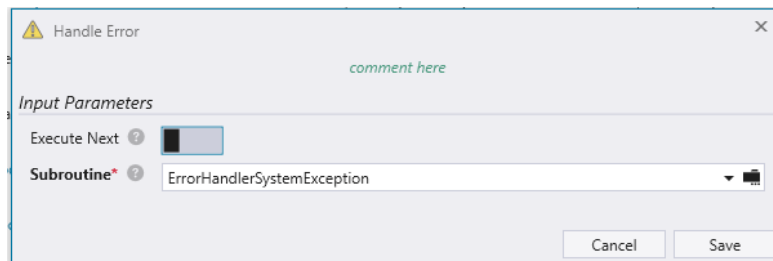 Handle Error
comment here
Input Parameters
Execute Next ?
Subroutine* ?
ErrorHandlerSystemException
Cancel Save